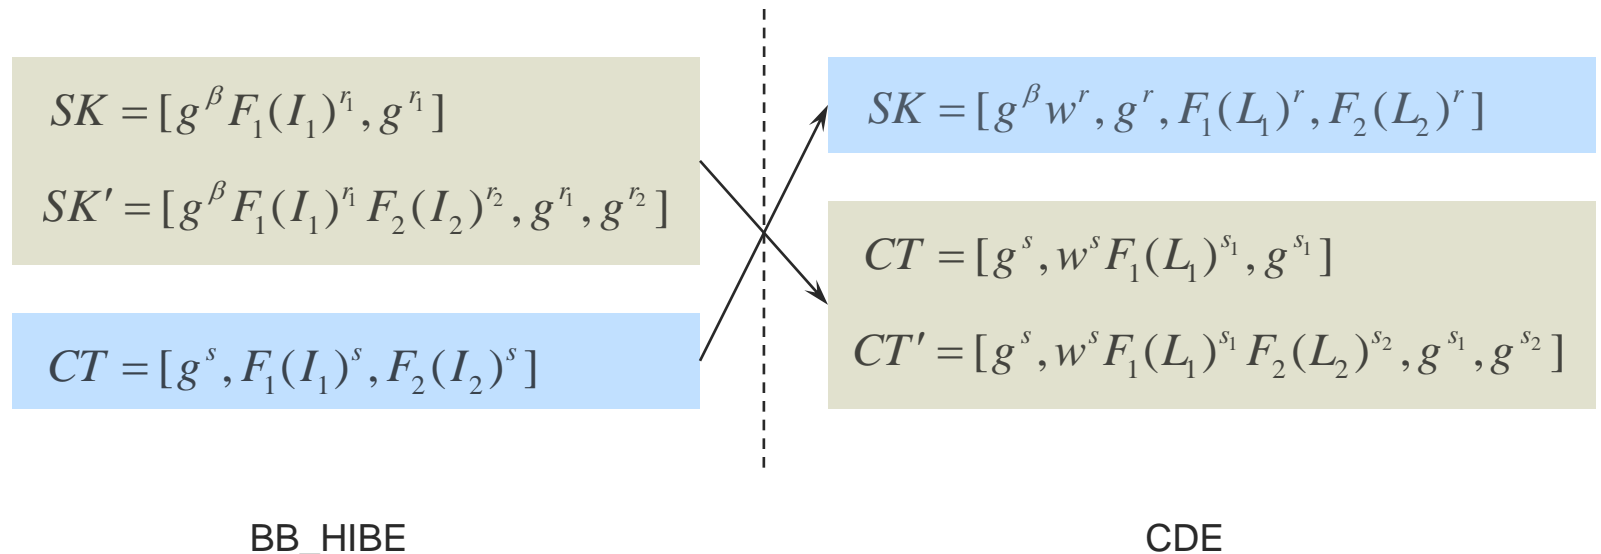 SK = [g^β F_1(I_1)^{r_1}, g^{r_1}]
SK′ = [g^β F_1(I_1)^{r_1} F_2(I_2)^{r_2}, g^{r_1}, g^{r_2}]
CT = [g^s, F_1(I_1)^s, F_2(I_2)^s]
BB_HIBE
SK = [g^β w^r, g^r, F_1(L_1)^r, F_2(L_2)^r]
CT = [g^s, w^s F_1(L_1)^{s_1}, g^{s_1}]
CT′ = [g^s, w^s F_1(L_1)^{s_1} F_2(L_2)^{s_2}, g^{s_1}, g^{s_2}]
CDE